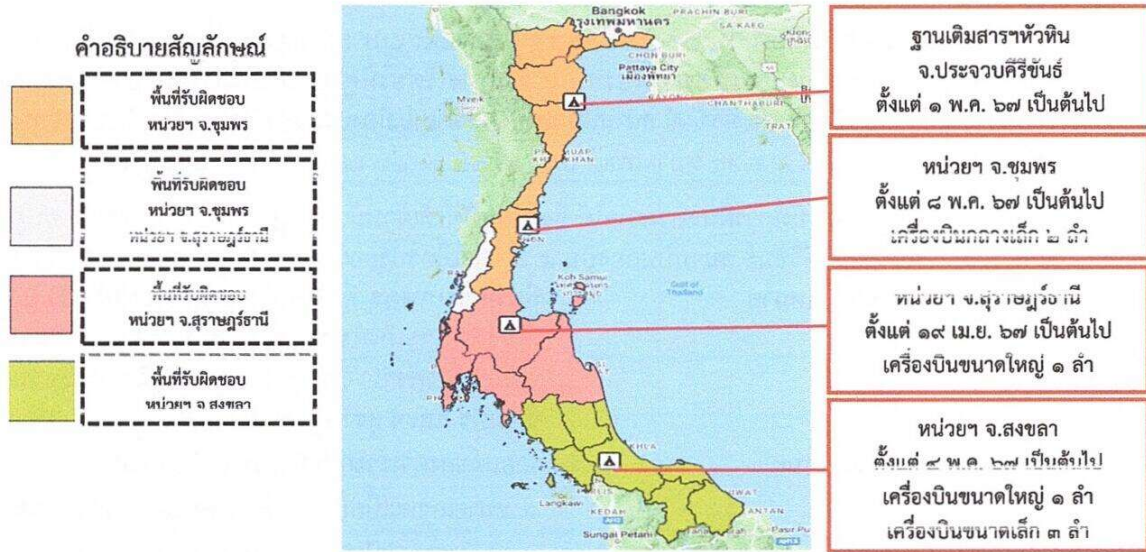 คำอธิบายสัญลักษณ์
พื้นที่รับผิดชอบ
หน่วยฯ จ.ชุมพร
พื้นที่รับผิดชอบ
หน่วยฯ จ.ชุมพร
หน่วยฯ จ.สุราษฎร์ธานี
พื้นที่รับผิดชอบ
หน่วยฯ จ.สุราษฎร์ธานี
พื้นที่รับผิดชอบ
หน่วยฯ จ.สงขลา
Bangkok
กรุงเทพมหานคร
PRACHIN BURI
SA KAEO
CHON BURI
Pattaya City
เมืองพัทยา
RAYONG
CHANTHABURI
TRAT
Myeik
KHIRI KHAN
Koh Samui
Gulf of
Thailand
Langkawi
PERLIS
KEDAH
Sungai Petani
ฐานเติมสารฯหัวหิน
จ.ประจวบคีรีขันธ์
ตั้งแต่ ๑ พ.ค. ๖๗ เป็นต้นไป
หน่วยฯ จ.ชุมพร
ตั้งแต่ ๘ พ.ค. ๖๗ เป็นต้นไป
เครื่องบินกลางเล็ก ๒ ลำ
หน่วยฯ จ.สุราษฎร์ธานี
ตั้งแต่ ๑๙ เม.ย. ๖๗ เป็นต้นไป
เครื่องบินขนาดใหญ่ ๑ ลำ
หน่วยฯ จ.สงขลา
ตั้งแต่ ๙ พ.ค. ๖๗ เป็นต้นไป
เครื่องบินขนาดใหญ่ ๑ ลำ
เครื่องบินขนาดเล็ก ๓ ลำ